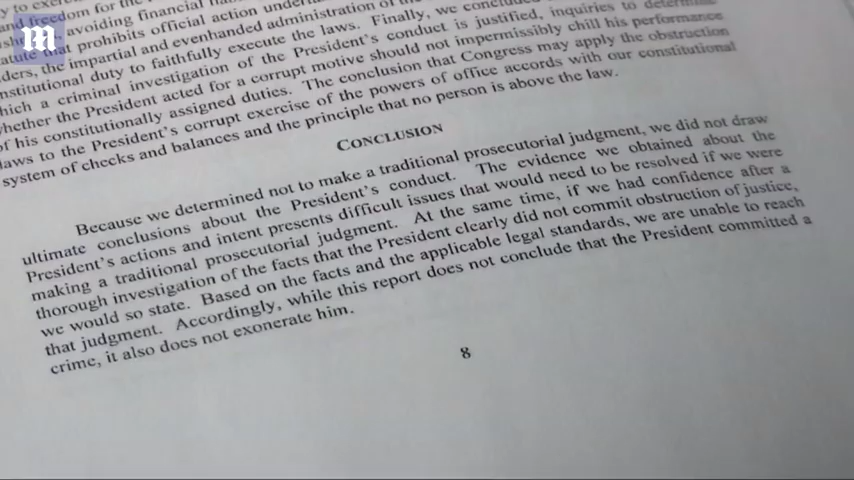 and freedom for the
avoiding financial
statute that prohibits official action under
the impartial and evenhanded administration of the
constitutional duty to faithfully execute the laws. Finally, we concluded
which a criminal investigation of the President's conduct is justified, inquiries to determine
whether the President acted for a corrupt motive should not impermissibly chill his performance
of his constitutionally assigned duties. The conclusion that Congress may apply the obstruction
laws to the President's corrupt exercise of the powers of office accords with our constitutional
system of checks and balances and the principle that no person is above the law.
CONCLUSION
Because we determined not to make a traditional prosecutorial judgment, we did not draw
ultimate conclusions about the President's conduct. The evidence we obtained about the
President's actions and intent presents difficult issues that would need to be resolved if we were
making a traditional prosecutorial judgment. At the same time, if we had confidence after a
thorough investigation of the facts that the President clearly did not commit obstruction of justice,
we would so state. Based on the facts and the applicable legal standards, we are unable to reach
that judgment. Accordingly, while this report does not conclude that the President committed a
crime, it also does not exonerate him.
8